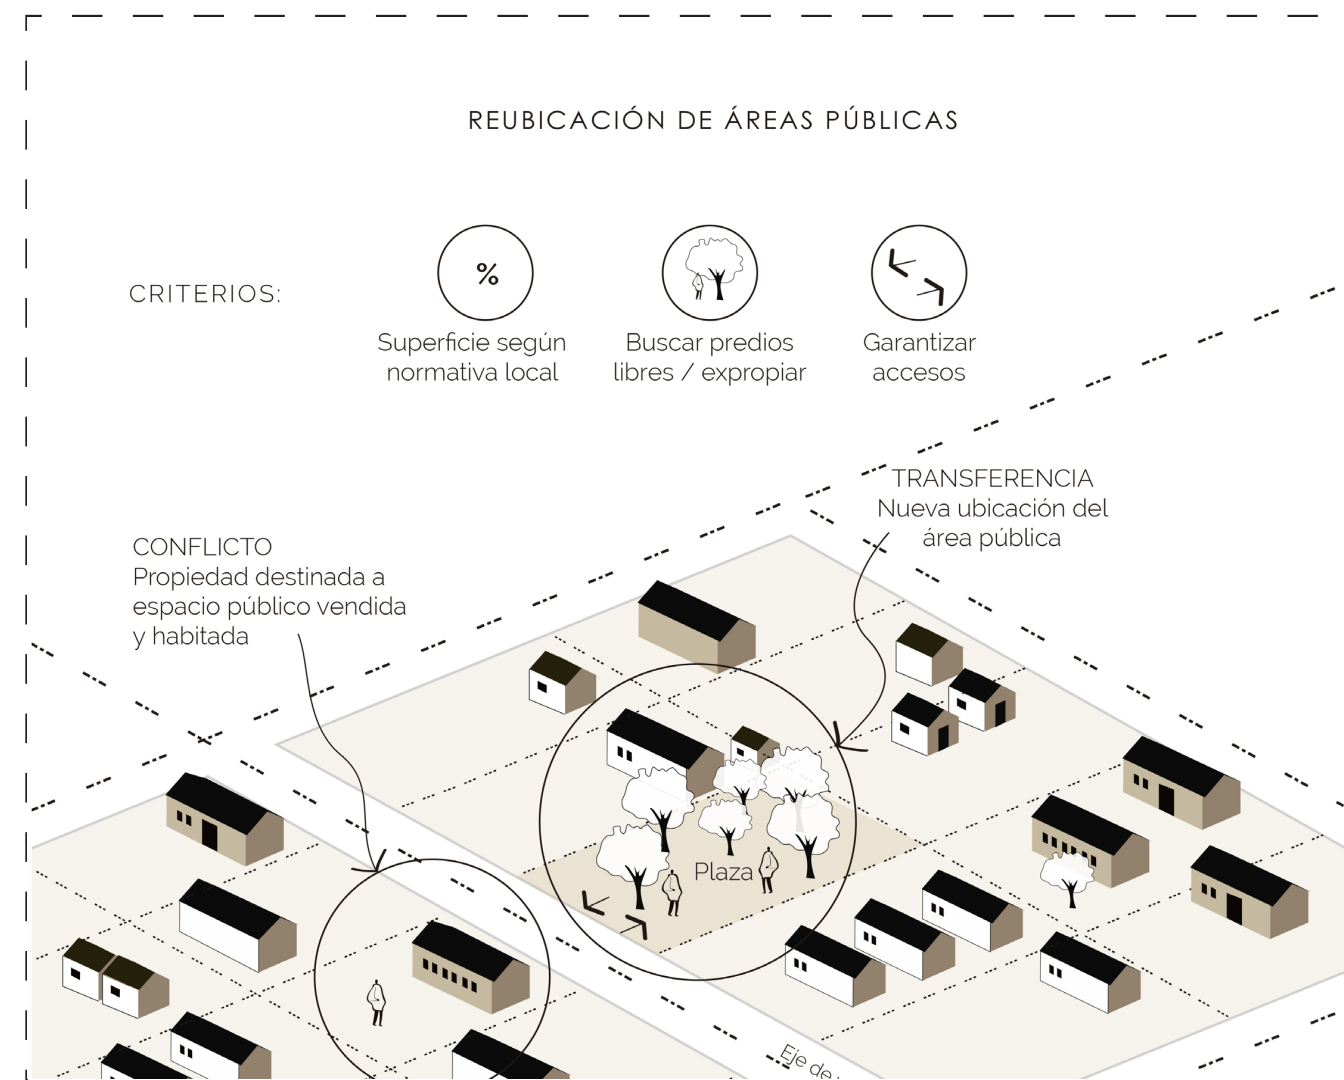 REUBICACIÓN DE ÁREAS PÚBLICAS
CRITERIOS:
%
Superficie según
normativa local
Buscar predios
libres / expropiar
Garantizar
accesos
TRANSFERENCIA
Nueva ubicación del
área pública
CONFLICTO
Propiedad destinada a
espacio público vendida
y habitada
Plaza
Eje de